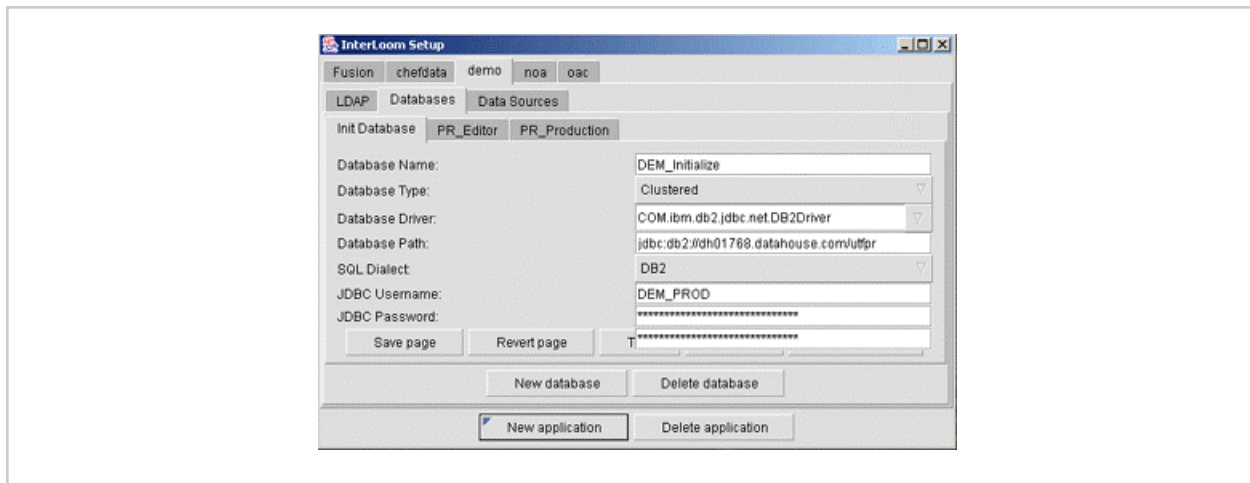 InterLoom Setup
Fusion chefdata demo noa oac
LDAP Databases Data Sources
Init Database PR_Editor PR_Production
Database Name: DEM_Initialize
Database Type: Clustered
Database Driver: COM.ibm.db2.jdbc.net.DB2Driver
Database Path: jdbc:db2://dh01768.datahouse.com/utfpr
SQL Dialect: DB2
JDBC Username: DEM_PROD
JDBC Password: ******************************
******************************
Save page Revert page
New database Delete database
New application Delete application